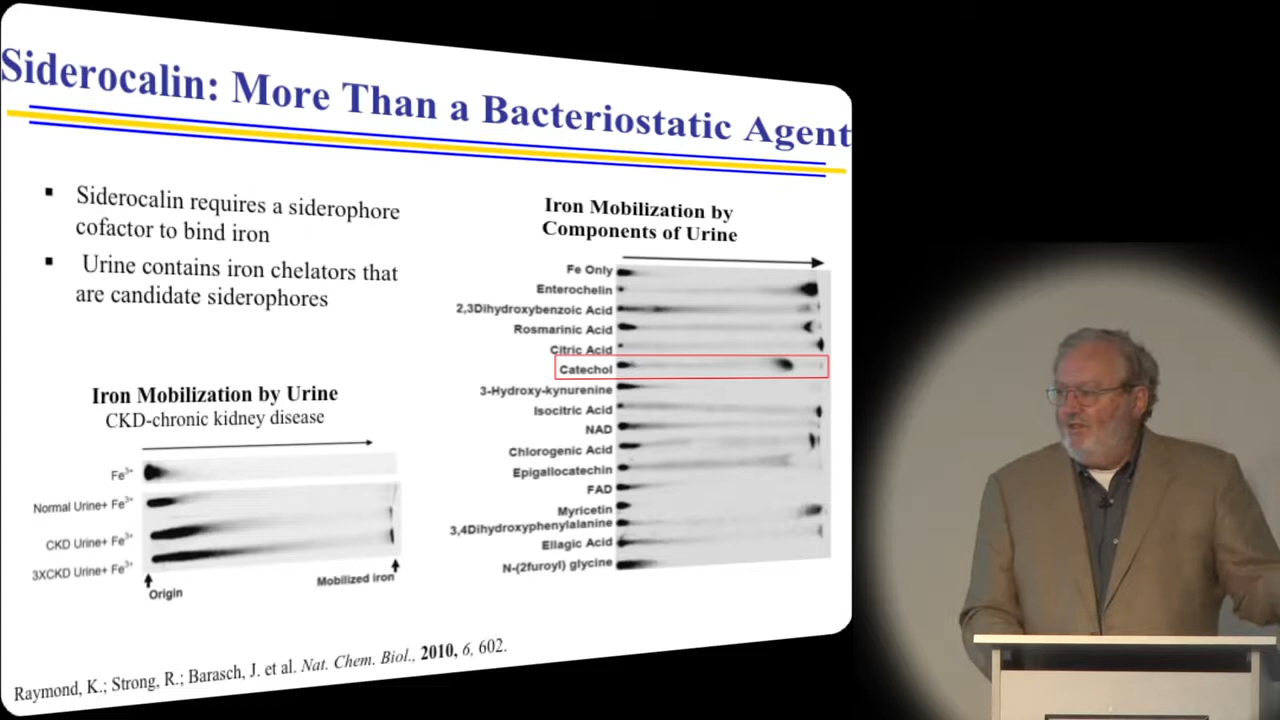 Siderocalin: More Than a Bacteriostatic Agent
▪ Siderocalin requires a siderophore
cofactor to bind iron
▪ Urine contains iron chelators that
are candidate siderophores
Iron Mobilization by Urine
CKD-chronic kidney disease
Fe³⁺
Normal Urine+ Fe³⁺
CKD Urine+ Fe³⁺
3XCKD Urine+ Fe³⁺
Origin
Mobilized iron
Iron Mobilization by
Components of Urine
Fe Only
Enterochelin
2,3Dihydroxybenzoic Acid
Rosmarinic Acid
Citric Acid
Catechol
3-Hydroxy-kynurenine
Isocitric Acid
NAD
Chlorogenic Acid
Epigallocatechin
FAD
Myricetin
3,4Dihydroxyphenylalanine
Ellagic Acid
N-(2furoyl) glycine
Raymond, K.; Strong, R.; Barasch, J. et al. Nat. Chem. Biol., 2010, 6, 602.